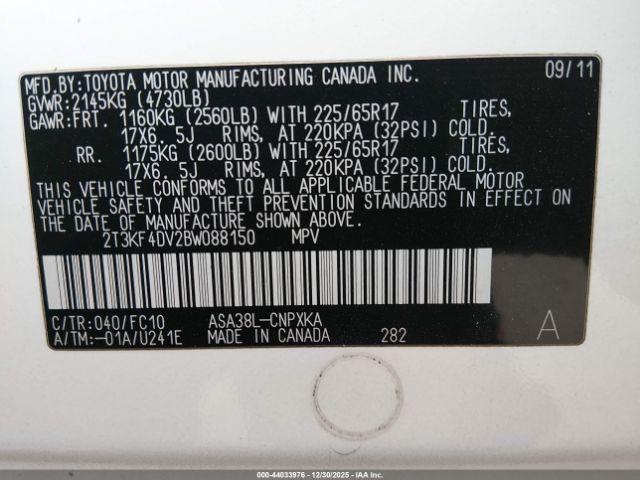 MFD. BY: TOYOTA MOTOR MANUFACTURING CANADA INC. 09/11
GVWR: 2145KG (4730LB)
GAWR: FRT. 1160KG (2560LB) WITH 225/65R17 TIRES,
17X6. 5J RIMS, AT 220KPA (32PSI) COLD.
RR. 1175KG (2600LB) WITH 225/65R17 TIRES,
17X6. 5J RIMS, AT 220KPA (32PSI) COLD.
THIS VEHICLE CONFORMS TO ALL APPLICABLE FEDERAL MOTOR
VEHICLE SAFETY AND THEFT PREVENTION STANDARDS IN EFFECT ON
THE DATE OF MANUFACTURE SHOWN ABOVE.
2T3KF4DV2BW088150 MPV
C/TR: 040/FC10 ASA38L-CNPXKA
A/TM: -01A/U241E MADE IN CANADA 282 A
000-44033976 - 12/30/2025 - IAA Inc.